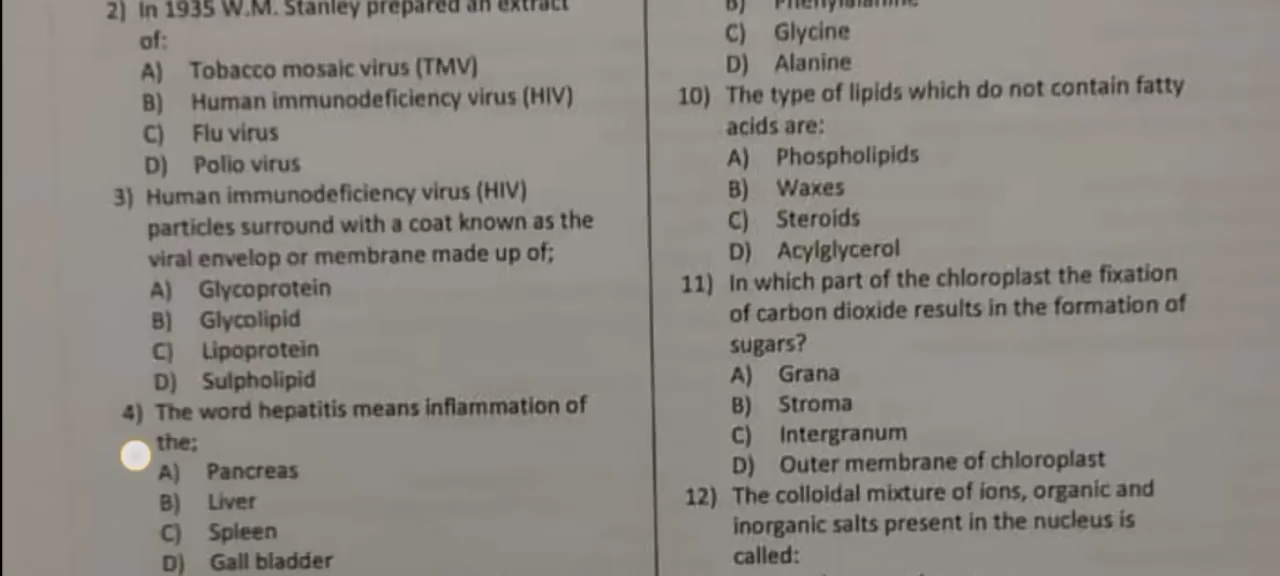 2) In 1935 W.M. Stanley prepared an extract
of:
A) Tobacco mosaic virus (TMV)
B) Human immunodeficiency virus (HIV)
C) Flu virus
D) Polio virus
3) Human immunodeficiency virus (HIV)
particles surround with a coat known as the
viral envelop or membrane made up of;
A) Glycoprotein
B) Glycolipid
C) Lipoprotein
D) Sulpholipid
4) The word hepatitis means inflammation of
the;
A) Pancreas
B) Liver
C) Spleen
D) Gall bladder
B) Phenylalanine
C) Glycine
D) Alanine
10) The type of lipids which do not contain fatty
acids are:
A) Phospholipids
B) Waxes
C) Steroids
D) Acylglycerol
11) In which part of the chloroplast the fixation
of carbon dioxide results in the formation of
sugars?
A) Grana
B) Stroma
C) Intergranum
D) Outer membrane of chloroplast
12) The colloidal mixture of ions, organic and
inorganic salts present in the nucleus is
called: